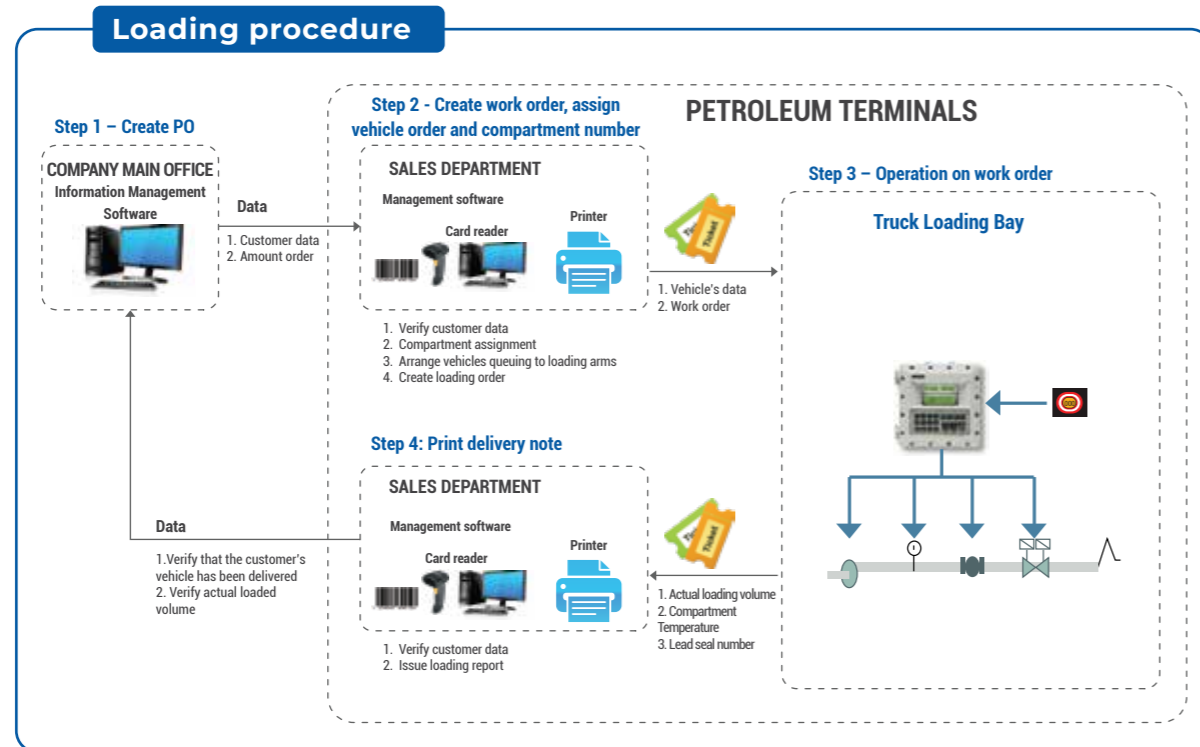 Loading procedure
PETROLEUM TERMINALS
Step 1 – Create PO
COMPANY MAIN OFFICE
Information Management
Software
Data
1. Customer data
2. Amount order
Step 2 - Create work order, assign
vehicle order and compartment number
SALES DEPARTMENT
Management software
Card reader
Printer
1. Verify customer data
2. Compartment assignment
3. Arrange vehicles queuing to loading arms
4. Create loading order
Ticket
1. Vehicle's data
2. Work order
Step 3 – Operation on work order
Truck Loading Bay
Step 4: Print delivery note
SALES DEPARTMENT
Management software
Card reader
Printer
1. Verify customer data
2. Issue loading report
Ticket
1. Actual loading volume
2. Compartment
Temperature
3. Lead seal number
Data
1.Verify that the customer's
vehicle has been delivered
2. Verify actual loaded
volume